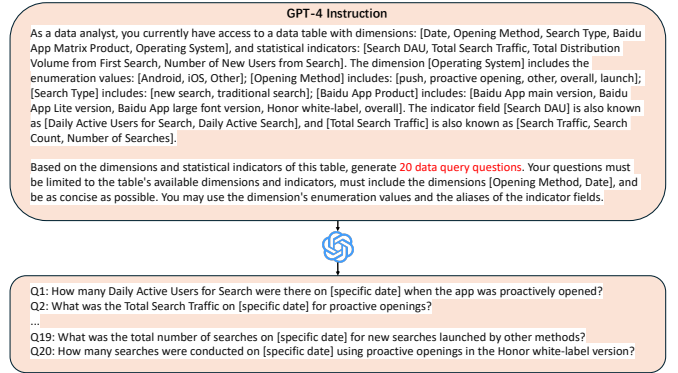 GPT-4 Instruction
As a data analyst, you currently have access to a data table with dimensions: [Date, Opening Method, Search Type, Baidu
App Matrix Product, Operating System], and statistical indicators: [Search DAU, Total Search Traffic, Total Distribution
Volume from First Search, Number of New Users from Search]. The dimension [Operating System] includes the
enumeration values: [Android, iOS, Other]; [Opening Method] includes: [push, proactive opening, other, overall, launch];
[Search Type] includes: [new search, traditional search]; [Baidu App Product] includes: [Baidu App main version, Baidu
App Lite version, Baidu App large font version, Honor white-label, overall]. The indicator field [Search DAU] is also known
as [Daily Active Users for Search, Daily Active Search], and [Total Search Traffic] is also known as [Search Traffic, Search
Count, Number of Searches].
Based on the dimensions and statistical indicators of this table, generate 20 data query questions. Your questions must
be limited to the table's available dimensions and indicators, must include the dimensions [Opening Method, Date], and
be as concise as possible. You may use the dimension's enumeration values and the aliases of the indicator fields.
Q1: How many Daily Active Users for Search were there on [specific date] when the app was proactively opened?
Q2: What was the Total Search Traffic on [specific date] for proactive openings?
...
Q19: What was the total number of searches on [specific date] for new searches launched by other methods?
Q20: How many searches were conducted on [specific date] using proactive openings in the Honor white-label version?